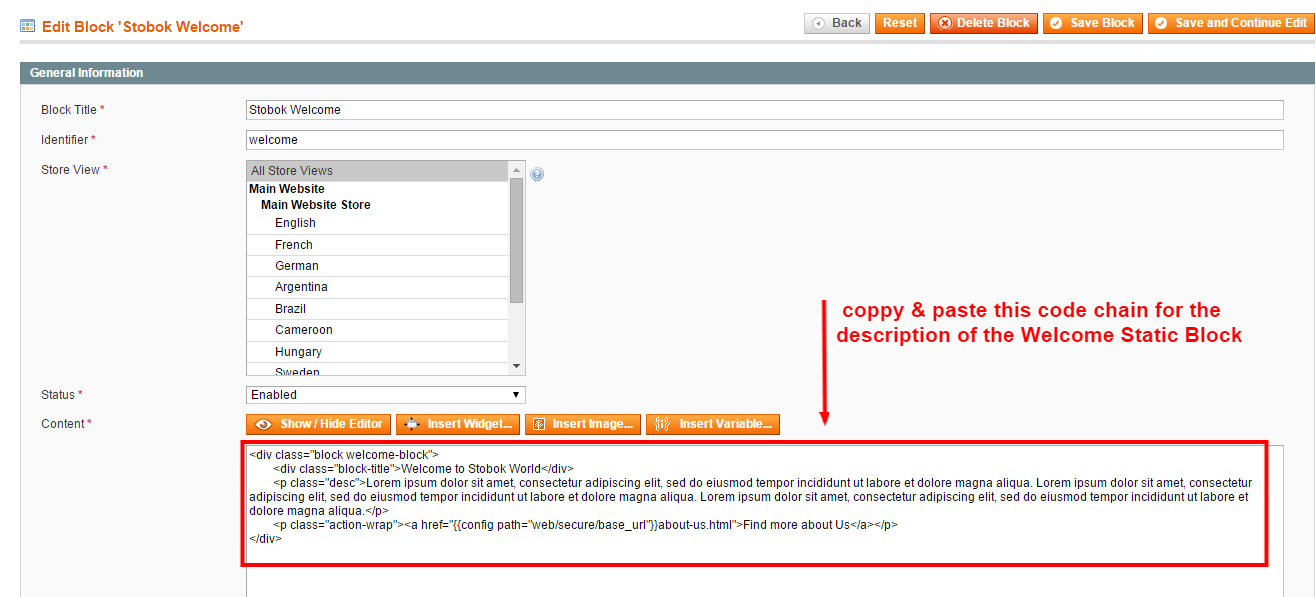 Edit Block 'Stobok Welcome'
Back Reset Delete Block Save Block Save and Continue Edit
General Information
Block Title *
Stobok Welcome
Identifier *
welcome
Store View *
All Store Views
Main Website
Main Website Store
English
French
German
Argentina
Brazil
Cameroon
Hungary
Sweden
coppy & paste this code chain for the
description of the Welcome Static Block
Status *
Enabled
Content *
Show / Hide Editor Insert Widget... Insert Image... Insert Variable...
<div class="block welcome-block">
<div class="block-title">Welcome to Stobok World</div>
<p class="desc">Lorem ipsum dolor sit amet, consectetur adipiscing elit, sed do eiusmod tempor incididunt ut labore et dolore magna aliqua. Lorem ipsum dolor sit amet, consectetur
adipiscing elit, sed do eiusmod tempor incididunt ut labore et dolore magna aliqua. Lorem ipsum dolor sit amet, consectetur adipiscing elit, sed do eiusmod tempor incididunt ut labore et
dolore magna aliqua.</p>
<p class="action-wrap"><a href="{{config path="web/secure/base_url"}}about-us.html">Find more about Us</a></p>
</div>